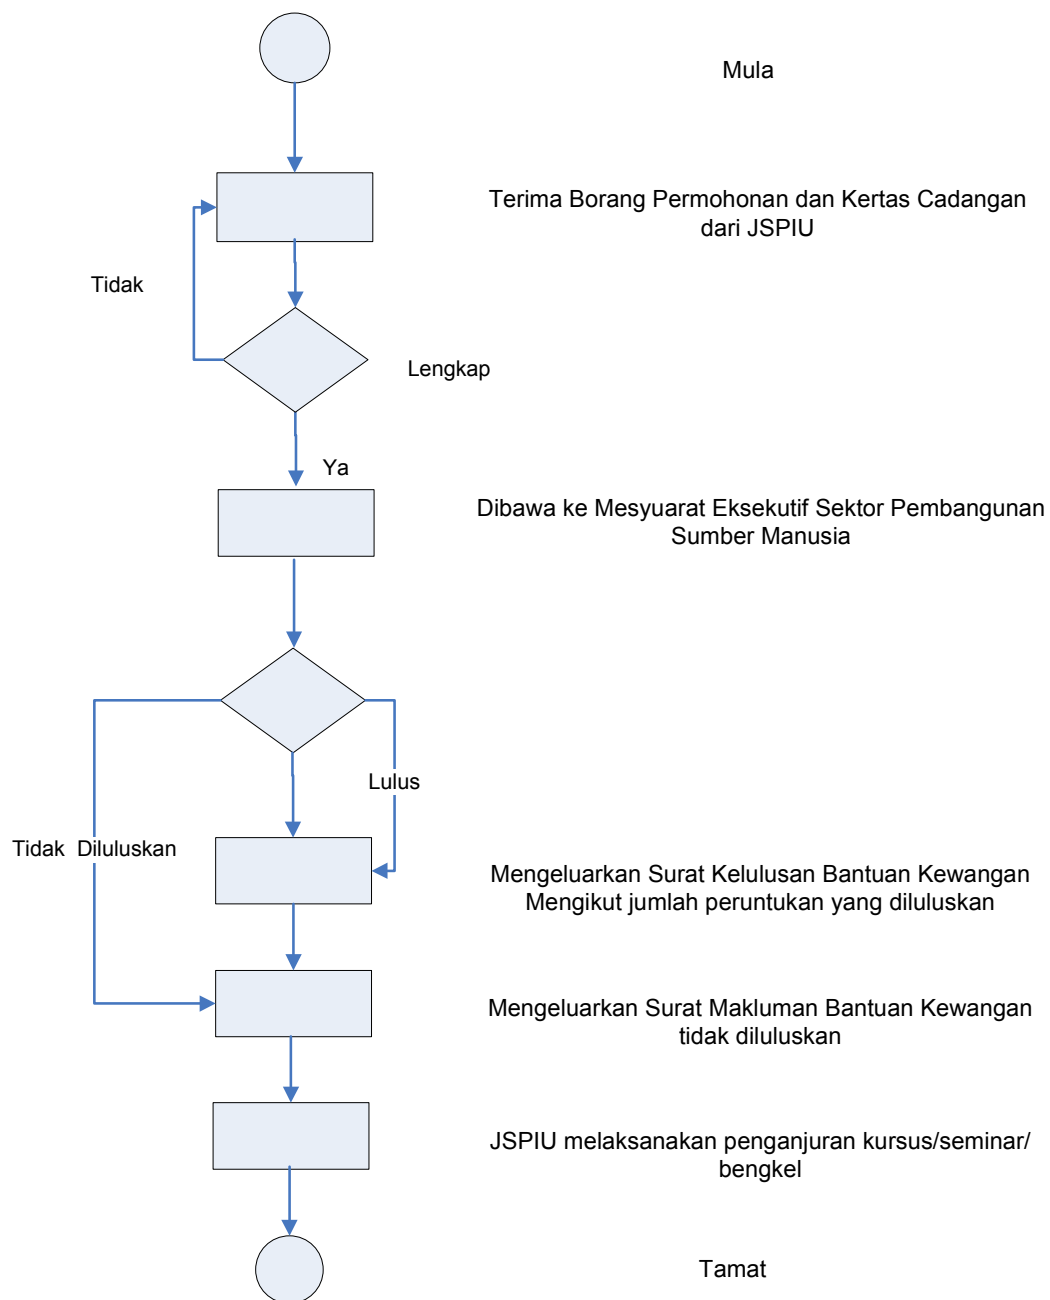 Mula
Terima Borang Permohonan dan Kertas Cadangan
dari JSPIU
Tidak
Lengkap
Ya
Dibawa ke Mesyuarat Eksekutif Sektor Pembangunan
Sumber Manusia
Lulus
Tidak Diluluskan
Mengeluarkan Surat Kelulusan Bantuan Kewangan
Mengikut jumlah peruntukan yang diluluskan
Mengeluarkan Surat Makluman Bantuan Kewangan
tidak diluluskan
JSPIU melaksanakan penganjuran kursus/seminar/
bengkel
Tamat